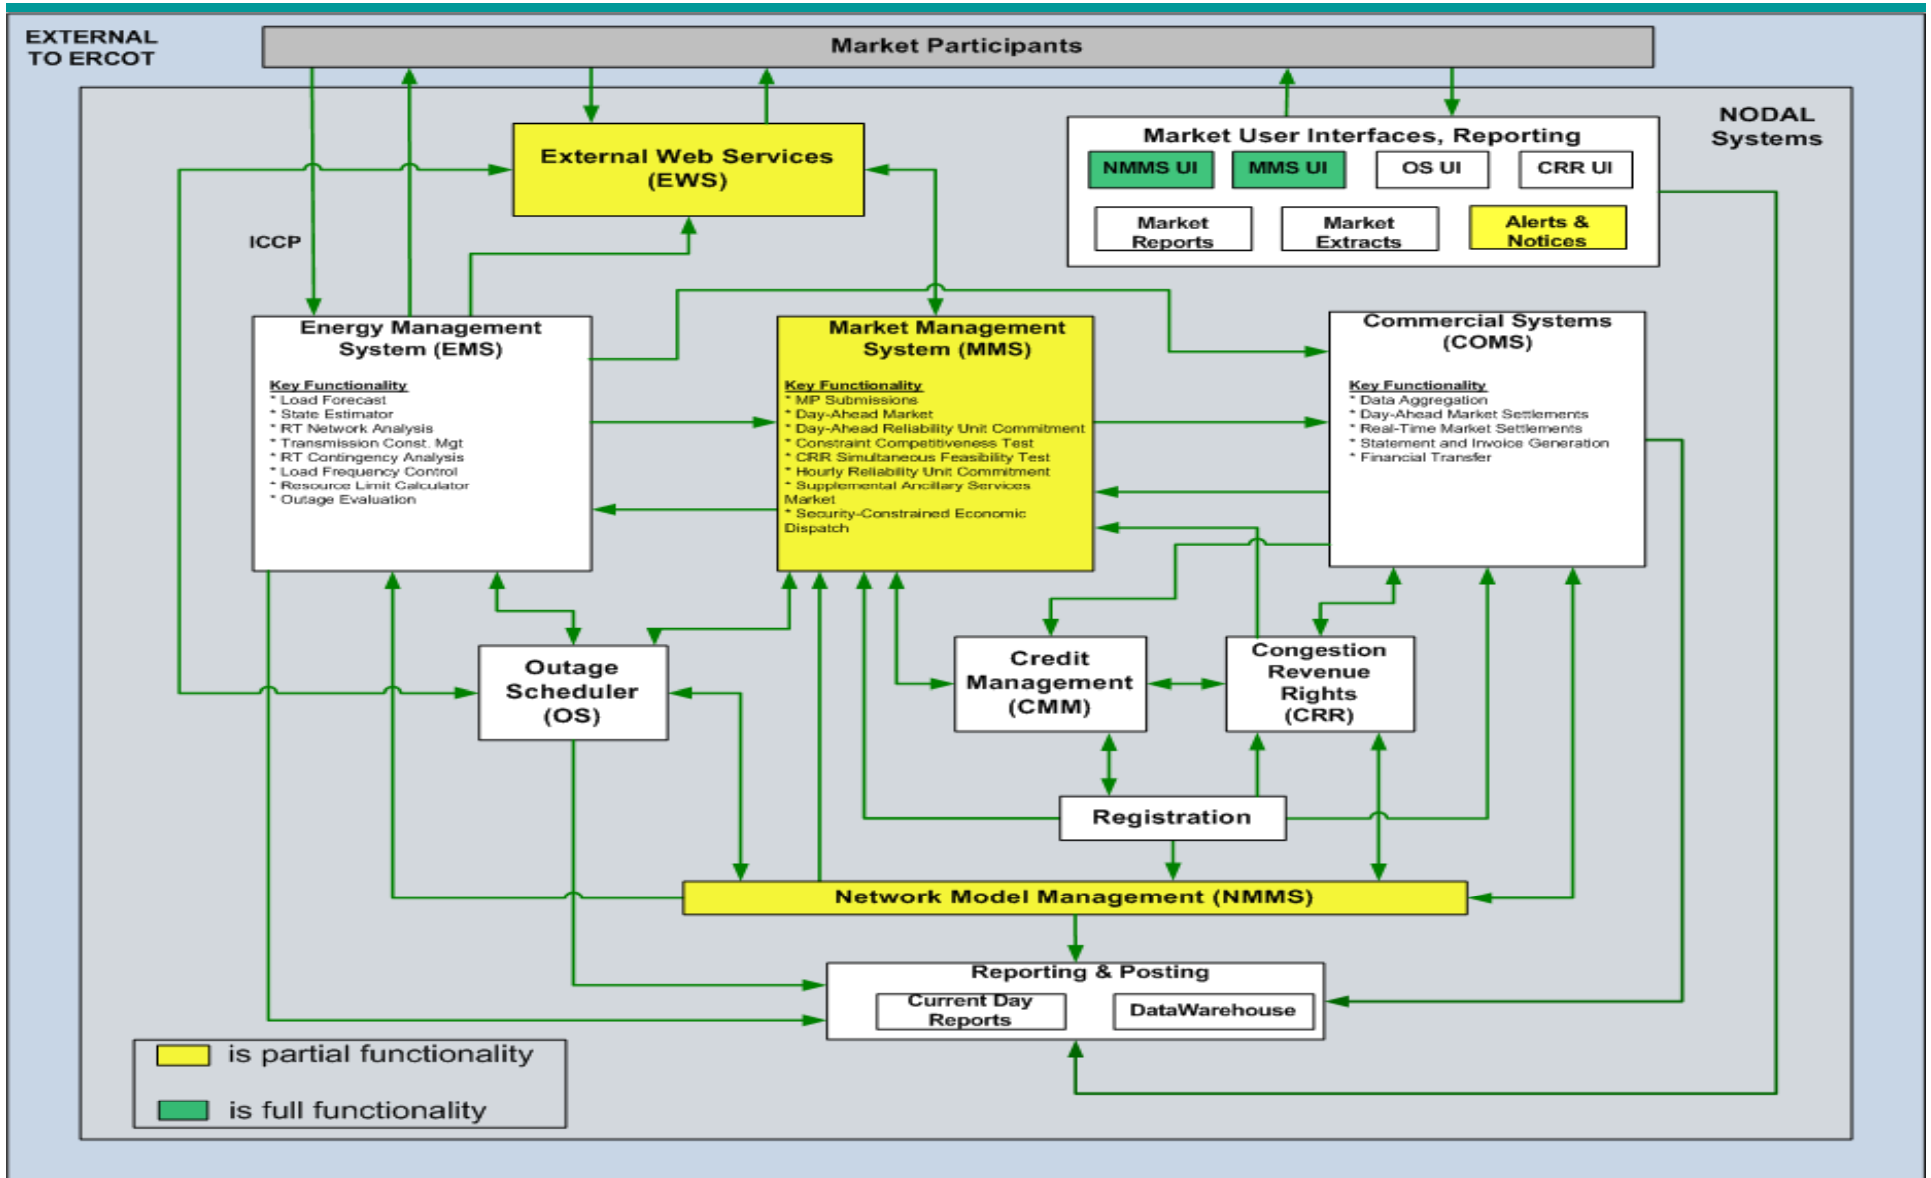 EXTERNAL
TO ERCOT
Market Participants
NODAL
Systems
External Web Services
(EWS)
Market User Interfaces, Reporting
NMMS UI
MMS UI
OS UI
CRR UI
Market
Reports
Market
Extracts
Alerts &
Notices
ICCP
Energy Management
System (EMS)
Key Functionality
* Load Forecast
* State Estimator
* RT Network Analysis
* Transmission Const. Mgt
* RT Contingency Analysis
* Load Frequency Control
* Resource Limit Calculator
* Outage Evaluation
Market Management
System (MMS)
Key Functionality
* MP Submissions
* Day-Ahead Market
* Day-Ahead Reliability Unit Commitment
* Constraint Competitiveness Test
* CRR Simultaneous Feasibility Test
* Hourly Reliability Unit Commitment
* Supplemental Ancillary Services
Market
* Security-Constrained Economic
Dispatch
Commercial Systems
(COMS)
Key Functionality
* Data Aggregation
* Day-Ahead Market Settlements
* Real-Time Market Settlements
* Statement and Invoice Generation
* Financial Transfer
Outage
Scheduler
(OS)
Credit
Management
(CMM)
Congestion
Revenue
Rights
(CRR)
Registration
Network Model Management (NMMS)
Reporting & Posting
Current Day
Reports
DataWarehouse
is partial functionality
is full functionality